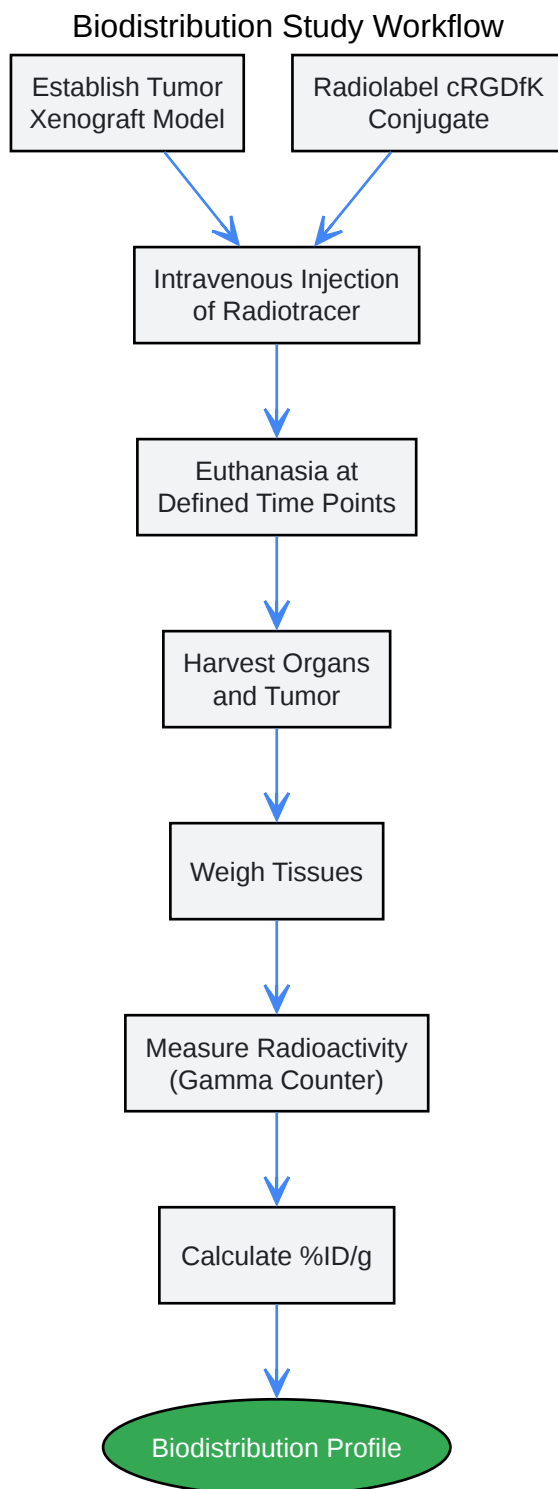 Biodistribution Study Workflow
Establish Tumor
Xenograft Model
Radiolabel cRGDfK
Conjugate
Intravenous Injection
of Radiotracer
Euthanasia at
Defined Time Points
Harvest Organs
and Tumor
Weigh Tissues
Measure Radioactivity
(Gamma Counter)
Calculate %ID/g
Biodistribution Profile